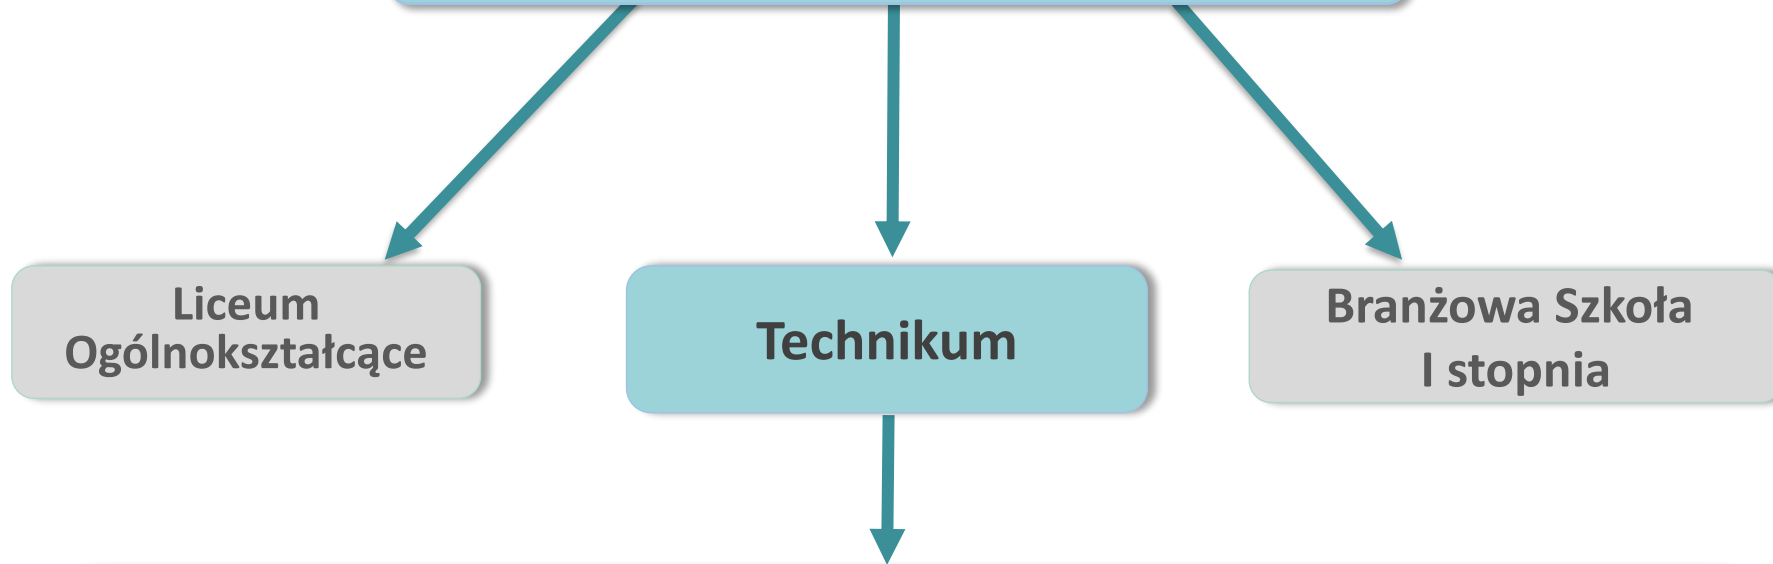 Liceum
Ogólnokształcące
Technikum
Branżowa Szkoła
I stopnia